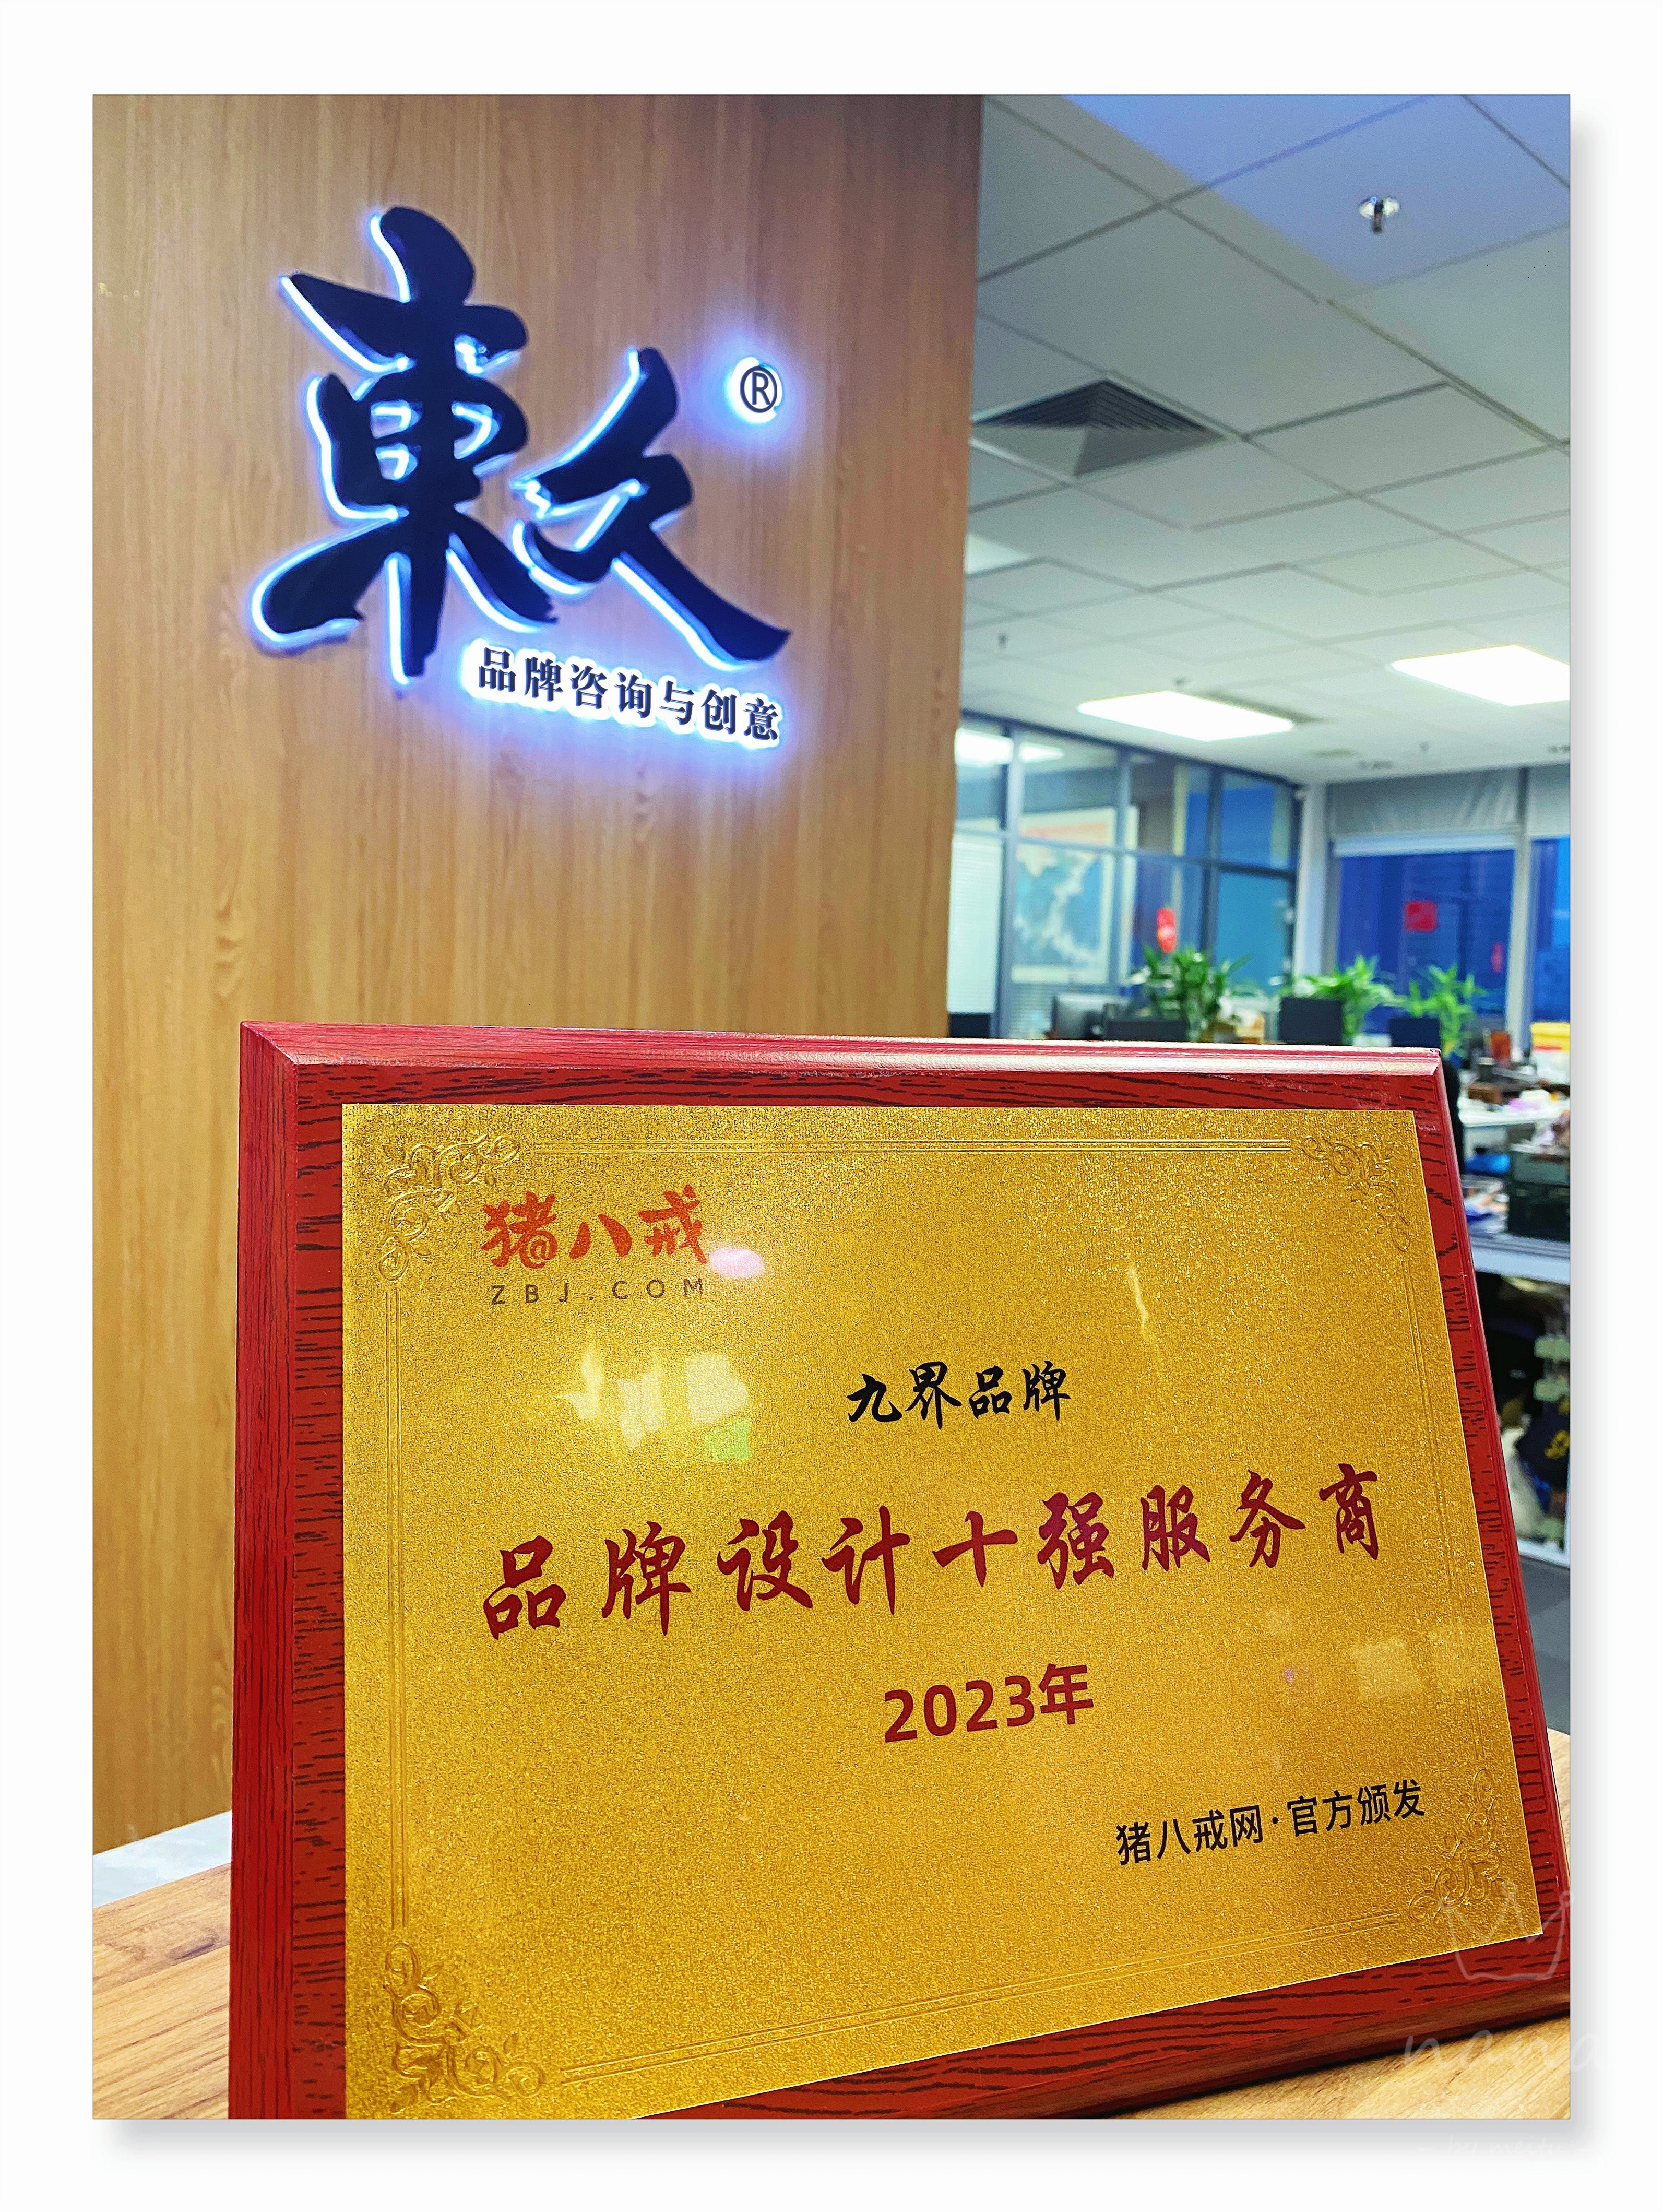 東久®
品牌咨询与创意
猪八戒
ZBJ.COM
九界品牌
品牌设计十强服务商
2023年
猪八戒网·官方颁发